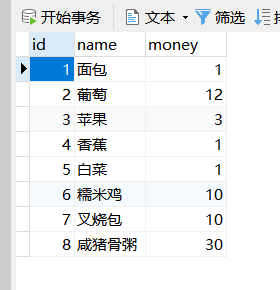 开始事务 文本 筛选
id name money
1 面包 1
2 葡萄 12
3 苹果 3
4 香蕉 1
5 白菜 1
6 糯米鸡 10
7 叉烧包 10
8 咸猪骨粥 30